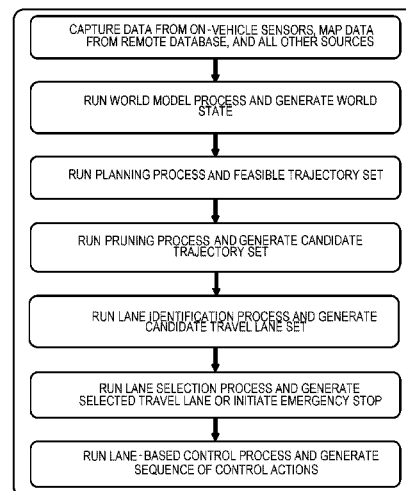 CAPTURE DATA FROM ON-VEHICLE SENSORS, MAP DATA
FROM REMOTE DATABASE, AND ALL OTHER SOURCES
RUN WORLD MODEL PROCESS AND GENERATE WORLD
STATE
RUN PLANNING PROCESS AND FEASIBLE TRAJECTORY SET
RUN PRUNING PROCESS AND GENERATE CANDIDATE
TRAJECTORY SET
RUN LANE IDENTIFICATION PROCESS AND GENERATE
CANDIDATE TRAVEL LANE SET
RUN LANE SELECTION PROCESS AND GENERATE
SELECTED TRAVEL LANE OR INITIATE EMERGENCY STOP
RUN LANE-BASED CONTROL PROCESS AND GENERATE
SEQUENCE OF CONTROL ACTIONS